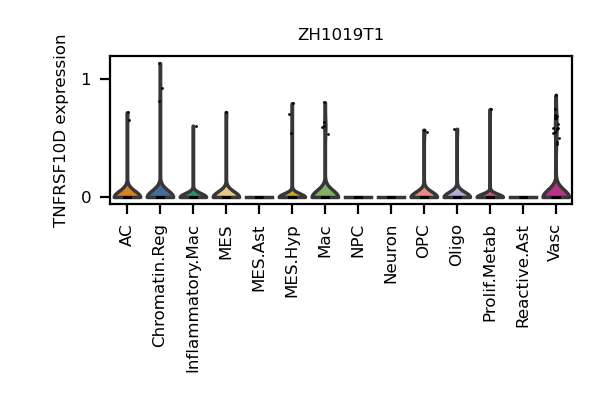 ZH1019T1
TNFRSF10D expression
1
0
AC
Chromatin.Reg
Inflammatory.Mac
MES
MES.Ast
MES.Hyp
Mac
NPC
Neuron
OPC
Oligo
Prolif.Metab
Reactive.Ast
Vasc